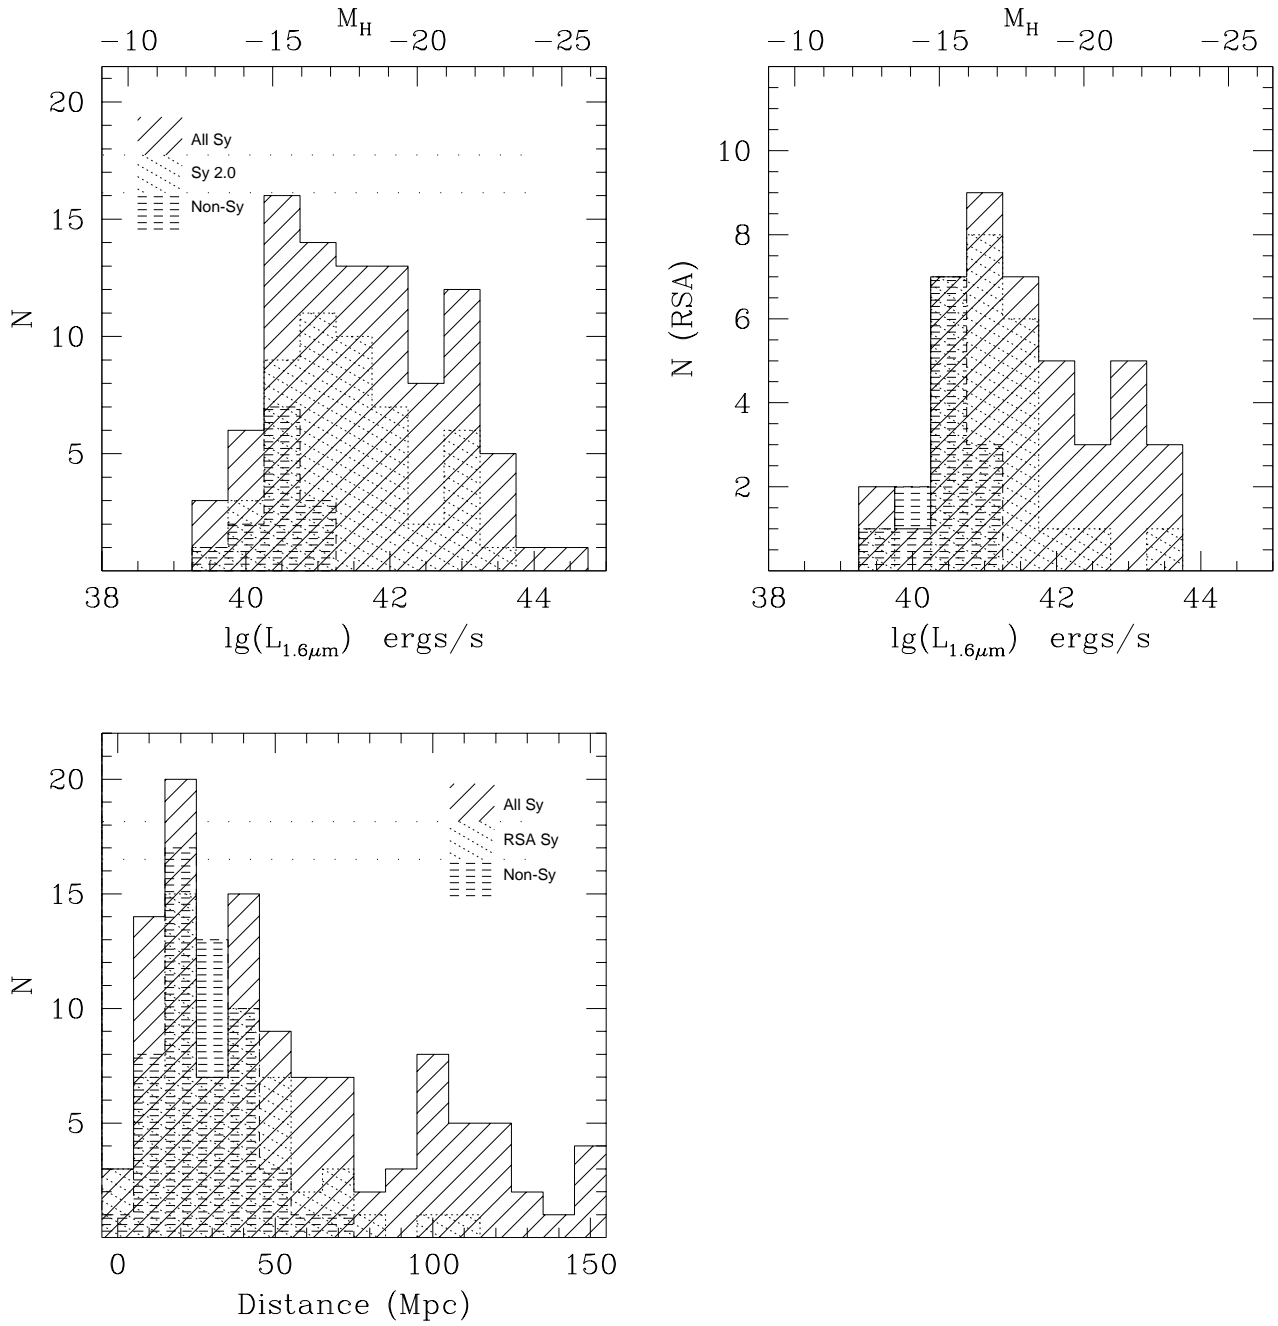 M_H
−10 −15 −20 −25
20
15
10
5
N
All Sy
Sy 2.0
Non-Sy
38 40 42 44
lg(L_1.6μm) ergs/s
M_H
−10 −15 −20 −25
10
8
6
4
2
N (RSA)
38 40 42 44
lg(L_1.6μm) ergs/s
20
15
10
5
N
All Sy
RSA Sy
Non-Sy
0 50 100 150
Distance (Mpc)